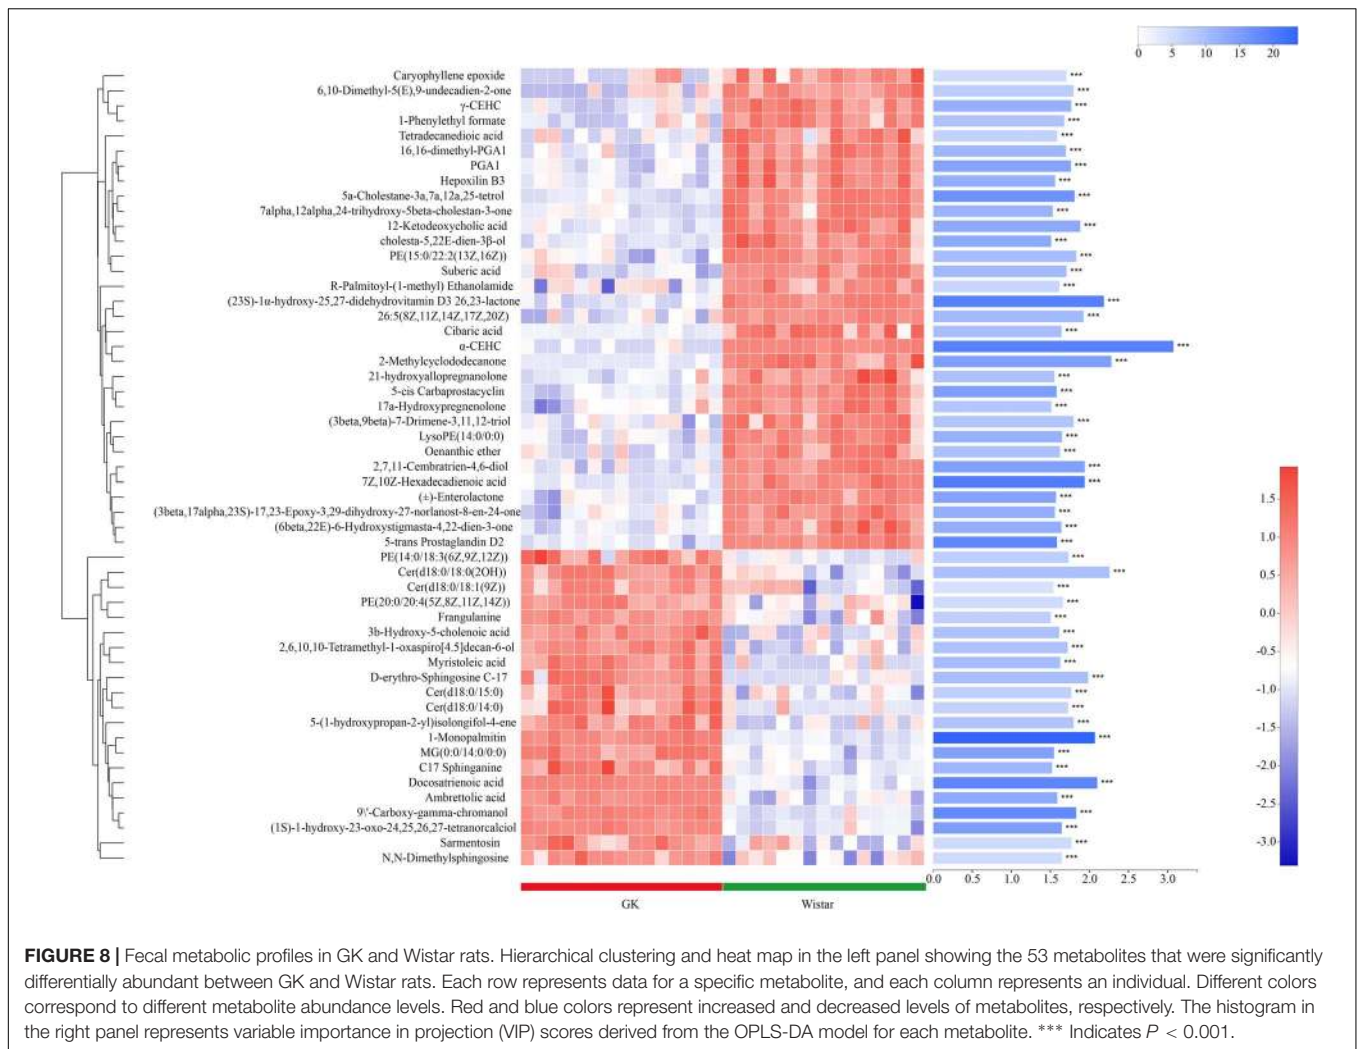 0 5 10 15 20
Caryophyllene epoxide ***
6,10-Dimethyl-5(E),9-undecadien-2-one ***
γ-CEHC ***
1-Phenylethyl formate ***
Tetradecanedioic acid ***
16,16-dimethyl-PGA1 ***
PGA1 ***
Hepoxilin B3 ***
5a-Cholestane-3a,7a,12a,25-tetrol ***
7alpha,12alpha,24-trihydroxy-5beta-cholestan-3-one ***
12-Ketodeoxycholic acid ***
cholesta-5,22E-dien-3β-ol ***
PE(15:0/22:2(13Z,16Z)) ***
Suberic acid ***
R-Palmitoyl-(1-methyl) Ethanolamide ***
(23S)-1α-hydroxy-25,27-didehydrovitamin D3 26,23-lactone ***
26:5(8Z,11Z,14Z,17Z,20Z) ***
Cibaric acid ***
α-CEHC ***
2-Methylcyclododecanone ***
21-hydroxyallopregnanolone ***
5-cis Carbaprostacyclin ***
17a-Hydroxypregnenolone ***
(3beta,9beta)-7-Drimene-3,11,12-triol ***
LysoPE(14:0/0:0) ***
Oenanthic ether ***
2,7,11-Cembratrien-4,6-diol ***
7Z,10Z-Hexadecadienoic acid ***
(±)-Enterolactone ***
(3beta,17alpha,23S)-17,23-Epoxy-3,29-dihydroxy-27-norlanost-8-en-24-one ***
(6beta,22E)-6-Hydroxystigmasta-4,22-dien-3-one ***
5-trans Prostaglandin D2 ***
PE(14:0/18:3(6Z,9Z,12Z)) ***
Cer(d18:0/18:0(2OH)) ***
Cer(d18:0/18:1(9Z)) ***
PE(20:0/20:4(5Z,8Z,11Z,14Z)) ***
Frangulanine ***
3b-Hydroxy-5-cholenoic acid ***
2,6,10,10-Tetramethyl-1-oxaspiro[4.5]decan-6-ol ***
Myristoleic acid ***
D-erythro-Sphingosine C-17 ***
Cer(d18:0/15:0) ***
Cer(d18:0/14:0) ***
5-(1-hydroxypropan-2-yl)isolongifol-4-ene ***
1-Monopalmitin ***
MG(0:0/14:0/0:0) ***
C17 Sphinganine ***
Docosatrienoic acid ***
Ambrettolic acid ***
9\'-Carboxy-gamma-chromanol ***
(1S)-1-hydroxy-23-oxo-24,25,26,27-tetranorcalciol ***
Sarmentosin ***
N,N-Dimethylsphingosine ***
1.5
1.0
0.5
0.0
-0.5
-1.0
-1.5
-2.0
-2.5
-3.0
0.0 0.5 1.0 1.5 2.0 2.5 3.0
GK Wistar
FIGURE 8 | Fecal metabolic profiles in GK and Wistar rats. Hierarchical clustering and heat map in the left panel showing the 53 metabolites that were significantly
differentially abundant between GK and Wistar rats. Each row represents data for a specific metabolite, and each column represents an individual. Different colors
correspond to different metabolite abundance levels. Red and blue colors represent increased and decreased levels of metabolites, respectively. The histogram in
the right panel represents variable importance in projection (VIP) scores derived from the OPLS-DA model for each metabolite. *** Indicates P < 0.001.